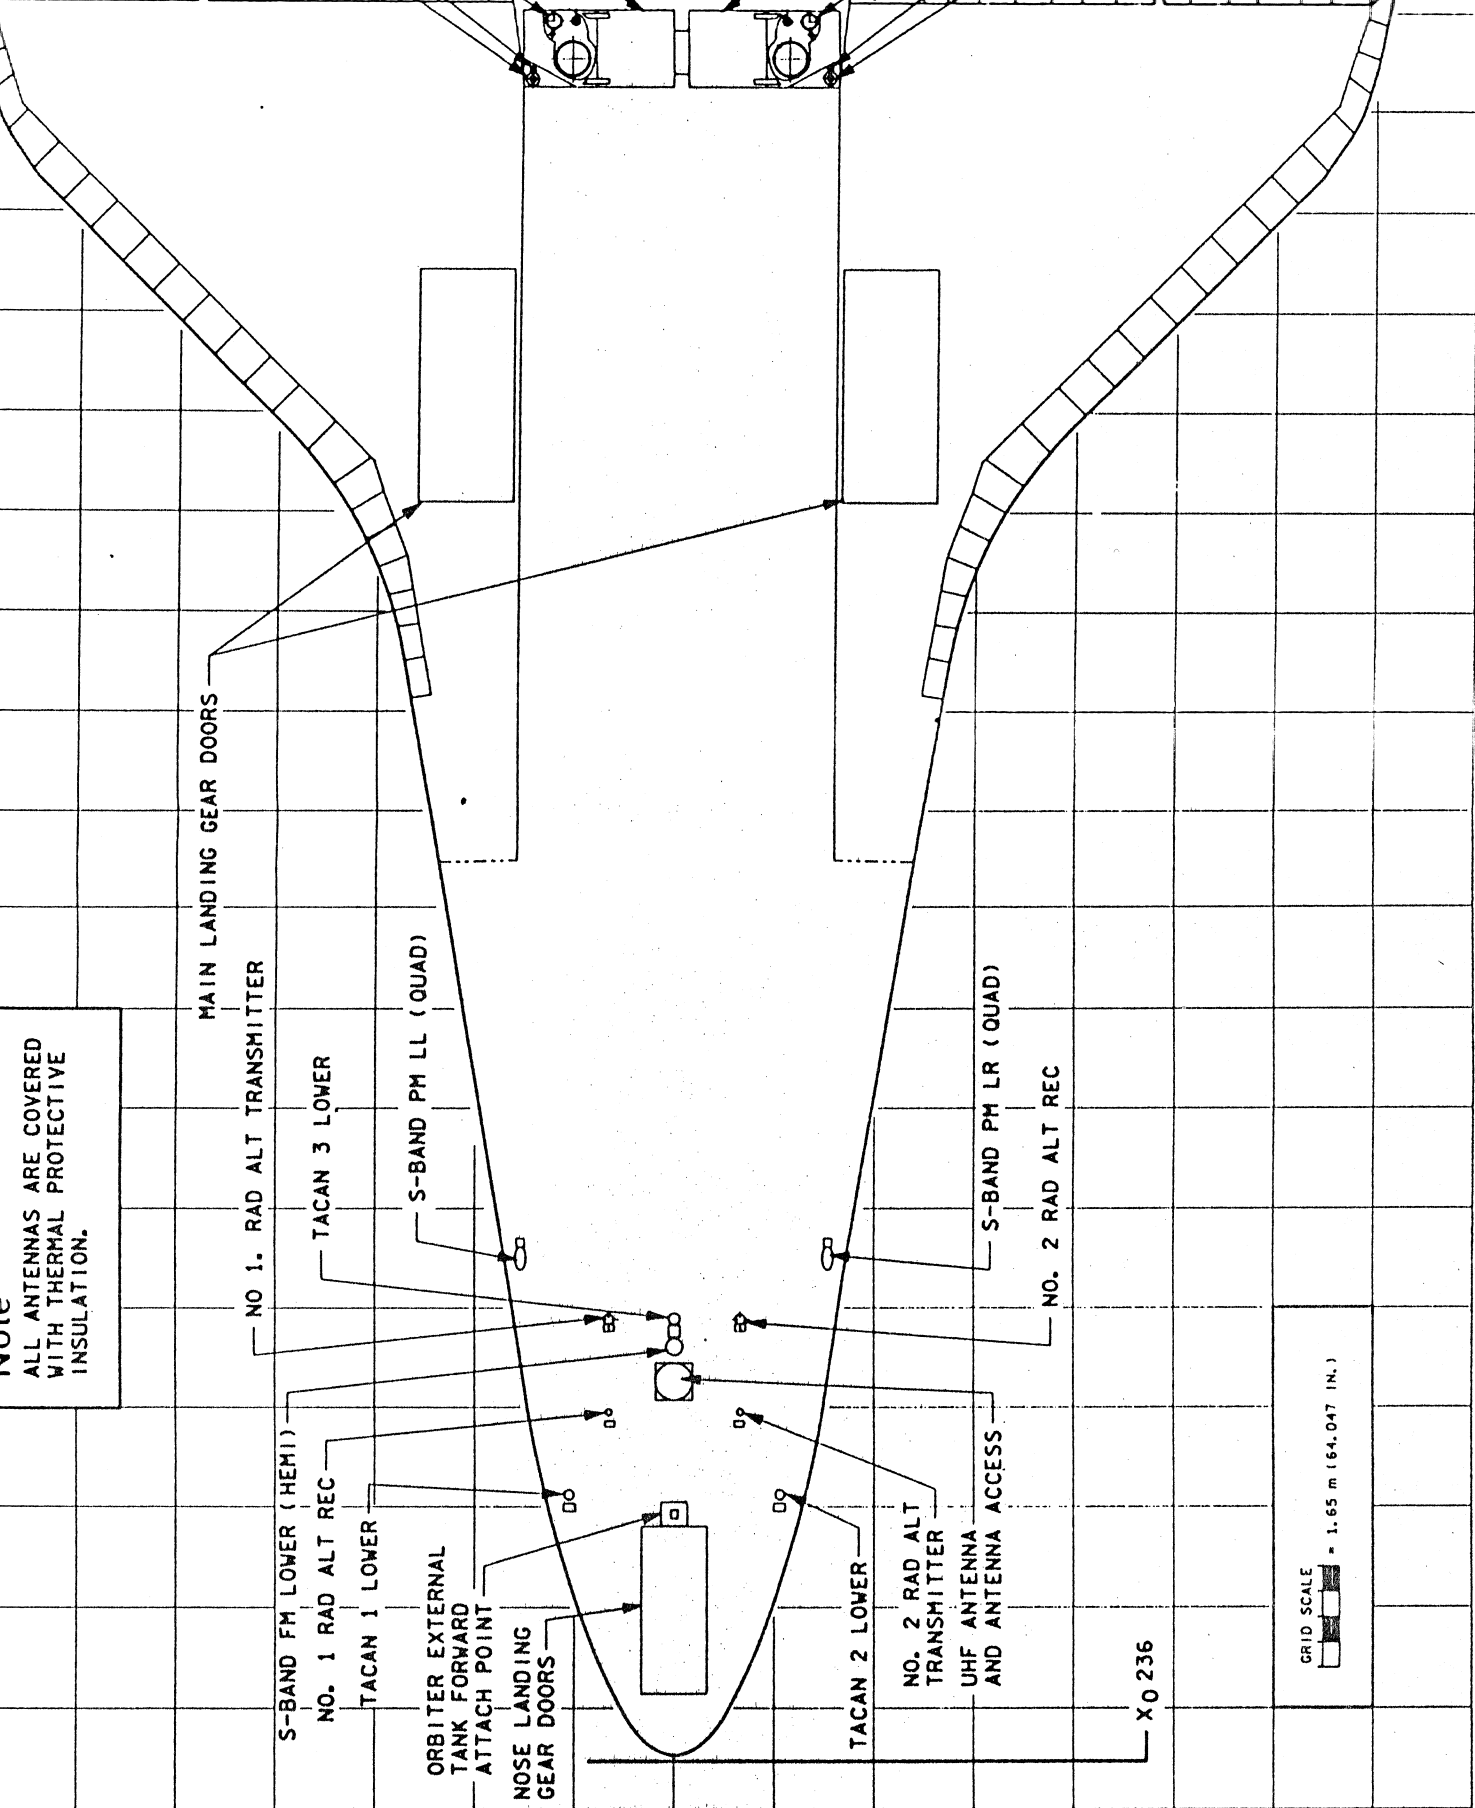 Note
ALL ANTENNAS ARE COVERED
WITH THERMAL PROTECTIVE
INSULATION.
MAIN LANDING GEAR DOORS
NO 1. RAD ALT TRANSMITTER
TACAN 3 LOWER
S-BAND PM LL (QUAD)
S-BAND FM LOWER (HEMI)
NO. 1 RAD ALT REC
TACAN 1 LOWER
ORBITER EXTERNAL
TANK FORWARD
ATTACH POINT
NOSE LANDING
GEAR DOORS
S-BAND PM LR (QUAD)
NO. 2 RAD ALT REC
TACAN 2 LOWER
NO. 2 RAD ALT
TRANSMITTER
UHF ANTENNA
AND ANTENNA ACCESS
XO 236
GRID SCALE
= 1.65 m (64.047 IN.)